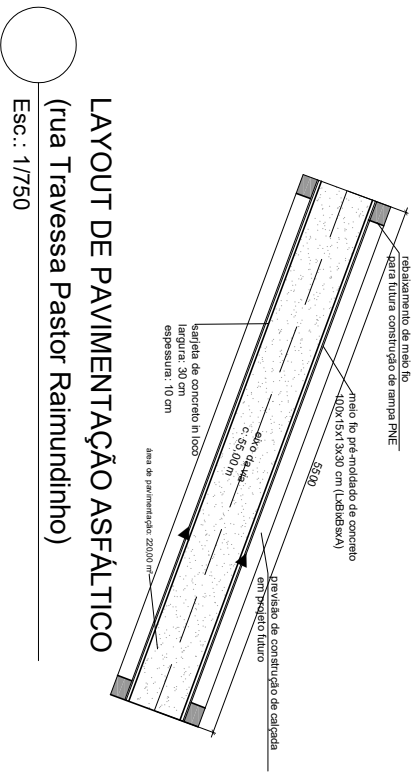 rebaixamento de meio fio
para futura construção de rampa PNE
meio fio pré-moldado de concreto
100x15x13x30 cm (LxBixBsxA)
55.00
previsão de construção de calçada
em projeto futuro
eixo da via
c: 55,00 m
sarjeta de concreto in loco
largura: 30 cm
espessura: 10 cm
área de pavimentação: 220,00 m²
LAYOUT DE PAVIMENTAÇÃO ASFÁLTICO
(rua Travessa Pastor Raimundinho)
Esc.: 1/750